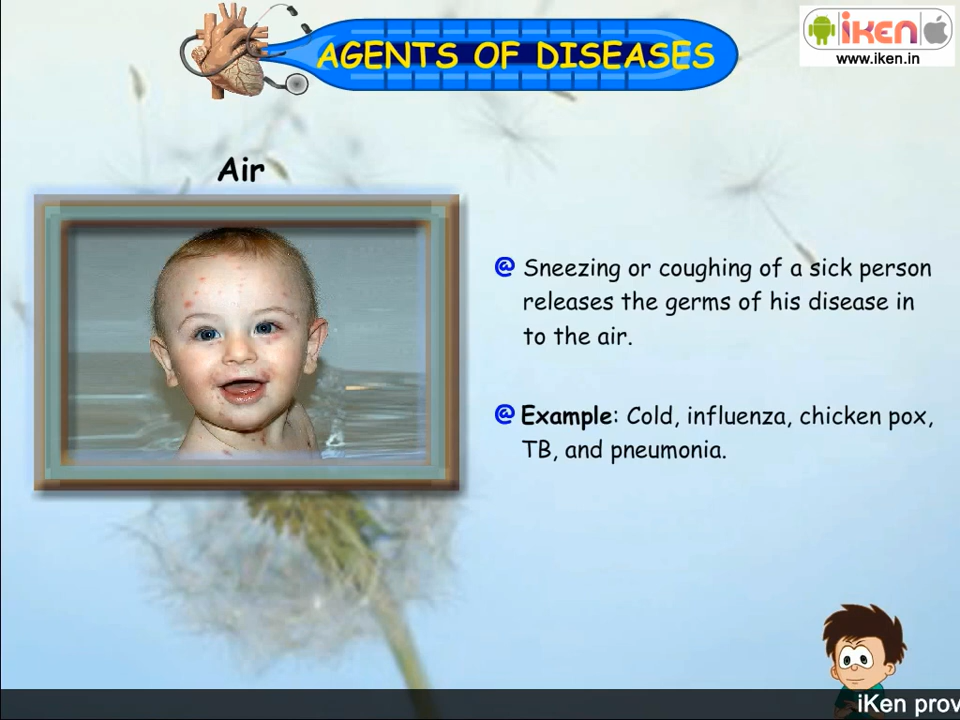 AGENTS OF DISEASES
iKEN
www.iken.in
Air
@ Sneezing or coughing of a sick person
releases the germs of his disease in
to the air.
@ Example: Cold, influenza, chicken pox,
TB, and pneumonia.
iKen prov